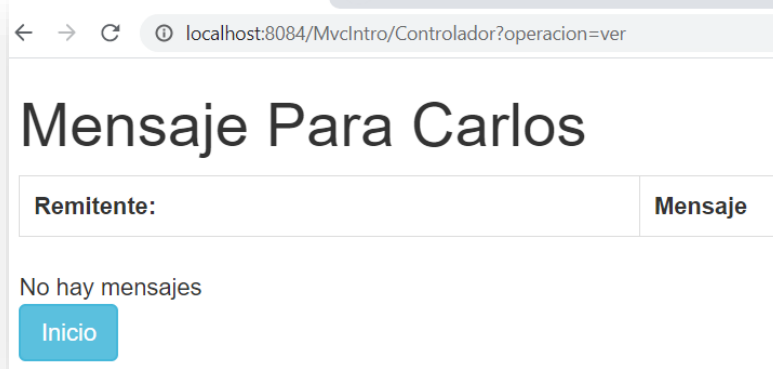 localhost:8084/MvcIntro/Controlador?operacion=ver
Mensaje Para Carlos
Remitente: Mensaje
No hay mensajes
Inicio